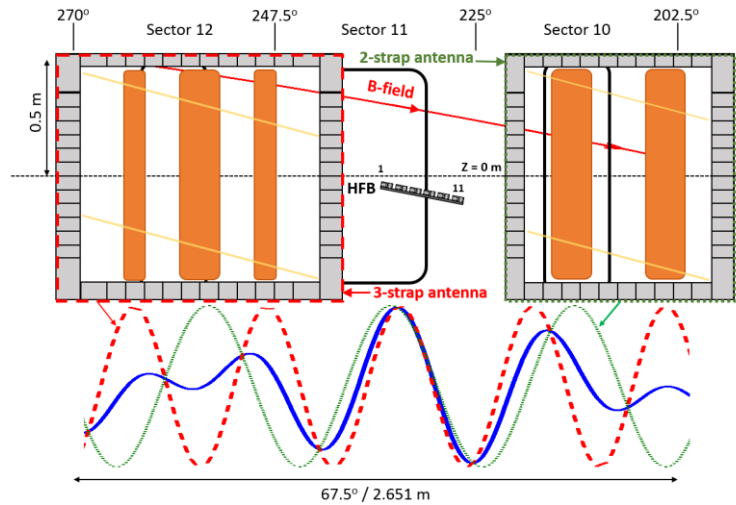 270° 247.5° 225° 202.5°
Sector 12 Sector 11 Sector 10
2-strap antenna
0.5 m
B-field
Z = 0 m
1
HFB
11
3-strap antenna
67.5° / 2.651 m